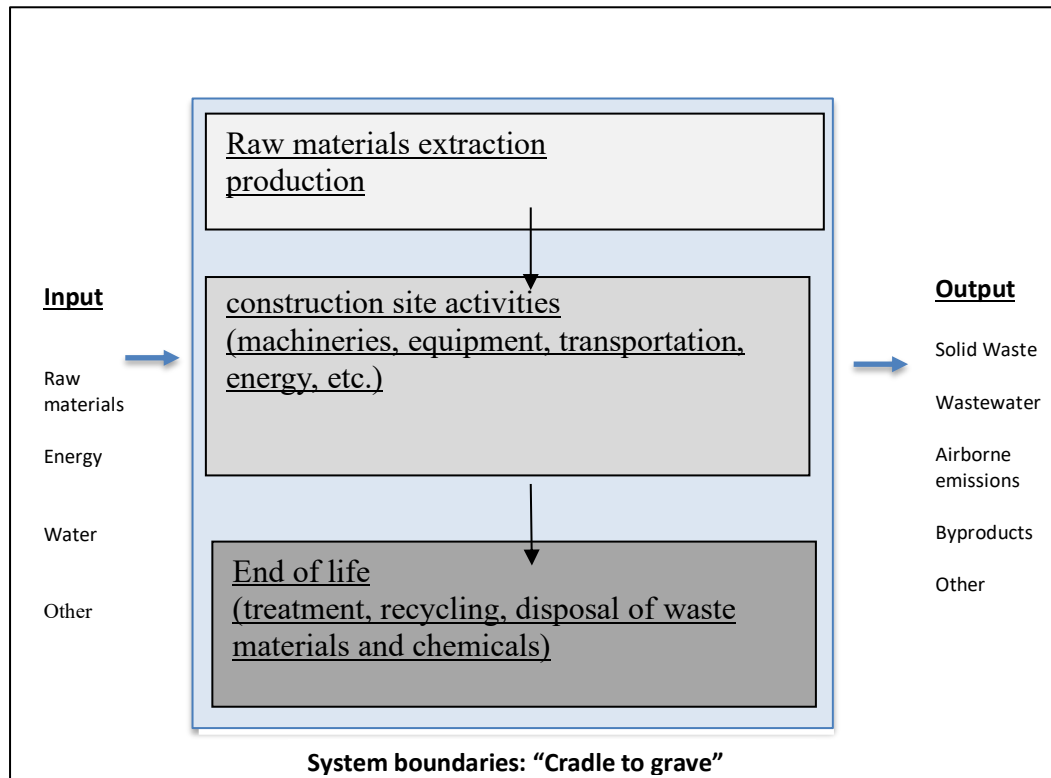 Raw materials extraction
production
Input
Raw
materials
Energy
Water
Other
construction site activities
(machineries, equipment, transportation,
energy, etc.)
End of life
(treatment, recycling, disposal of waste
materials and chemicals)
Output
Solid Waste
Wastewater
Airborne
emissions
Byproducts
Other
System boundaries: “Cradle to grave”